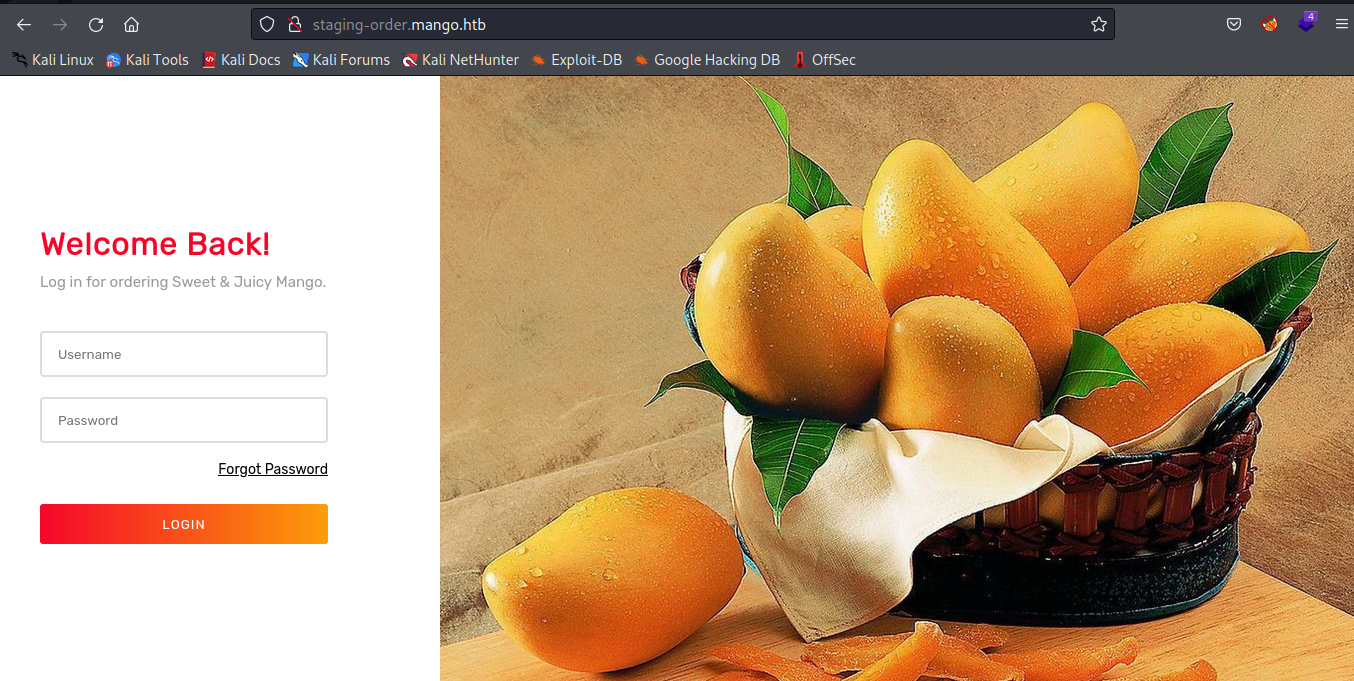 staging-order.mango.htb
4
Kali Linux Kali Tools Kali Docs Kali Forums Kali NetHunter Exploit-DB Google Hacking DB OffSec
Welcome Back!
Log in for ordering Sweet & Juicy Mango.
Username
Password
Forgot Password
LOGIN